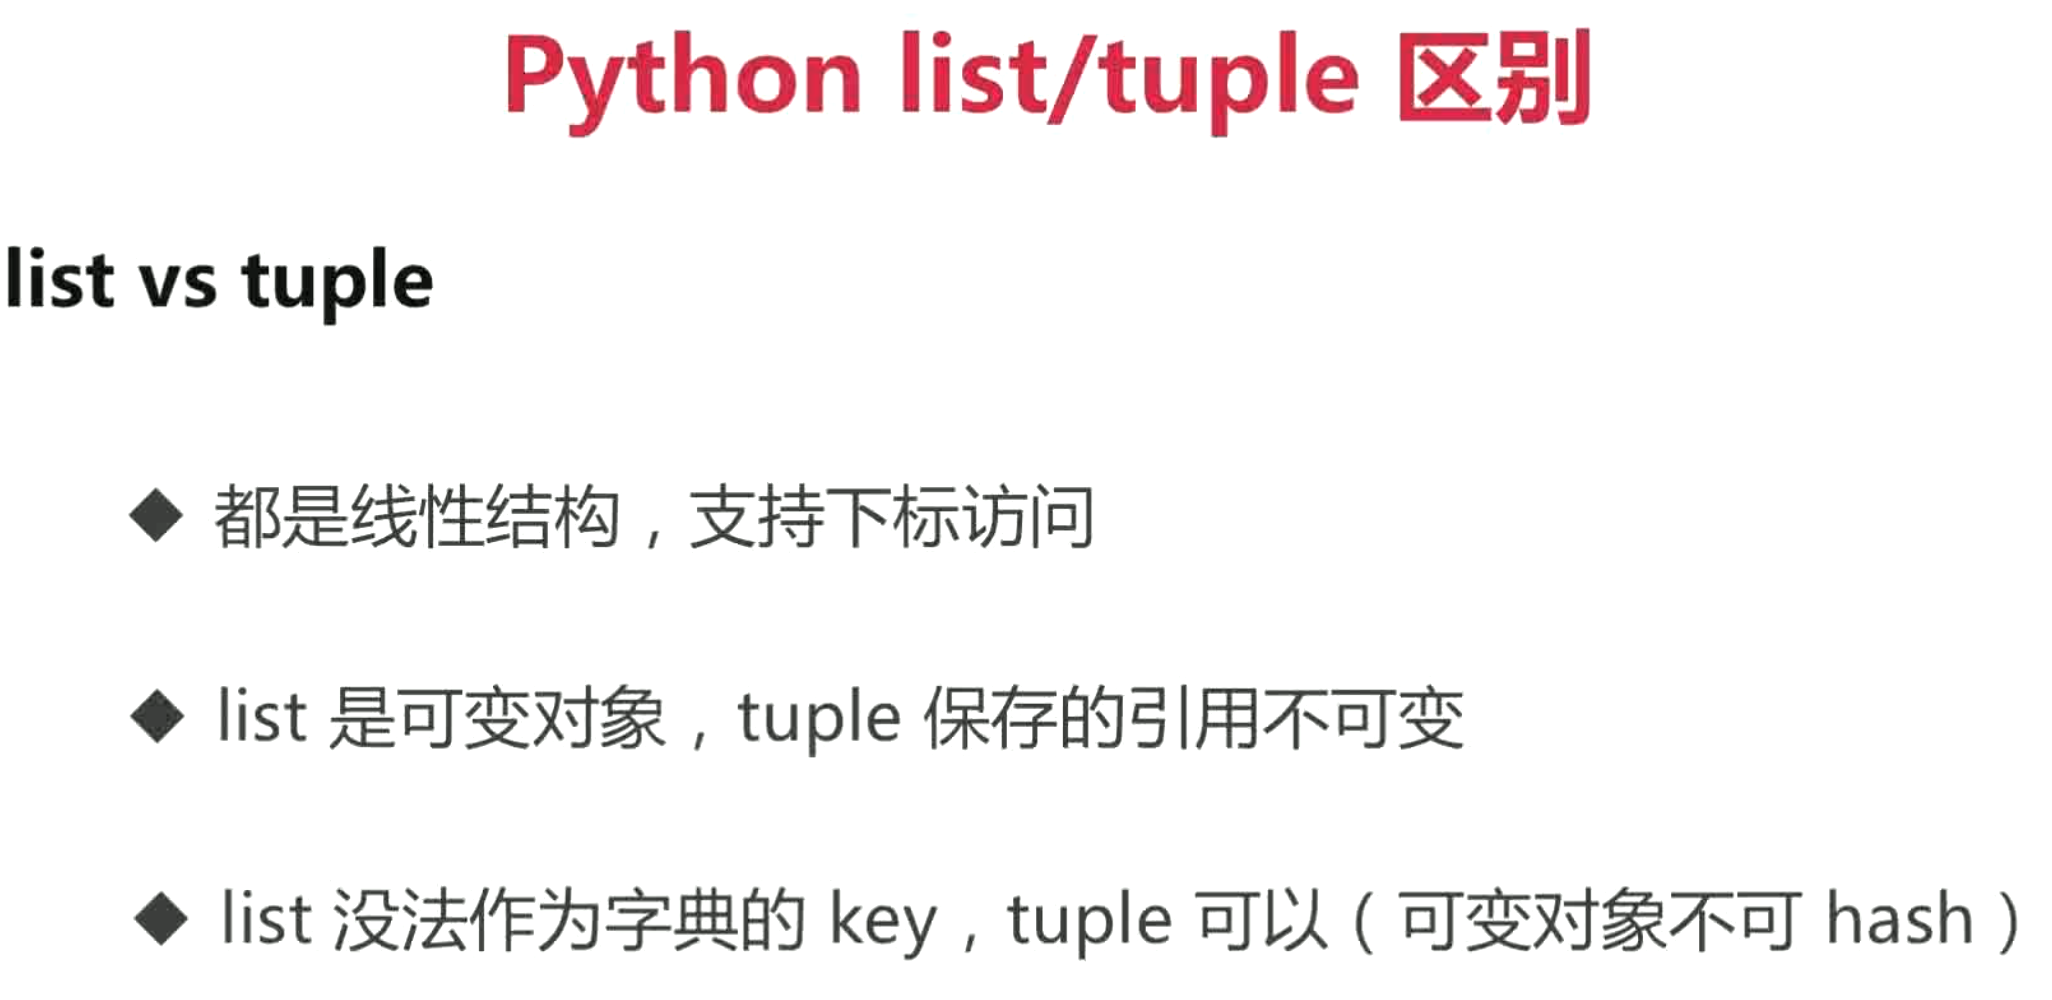 Python list/tuple 区别
list vs tuple
◆ 都是线性结构，支持下标访问
◆ list 是可变对象，tuple 保存的引用不可变
◆ list 没法作为字典的 key，tuple 可以（可变对象不可 hash）